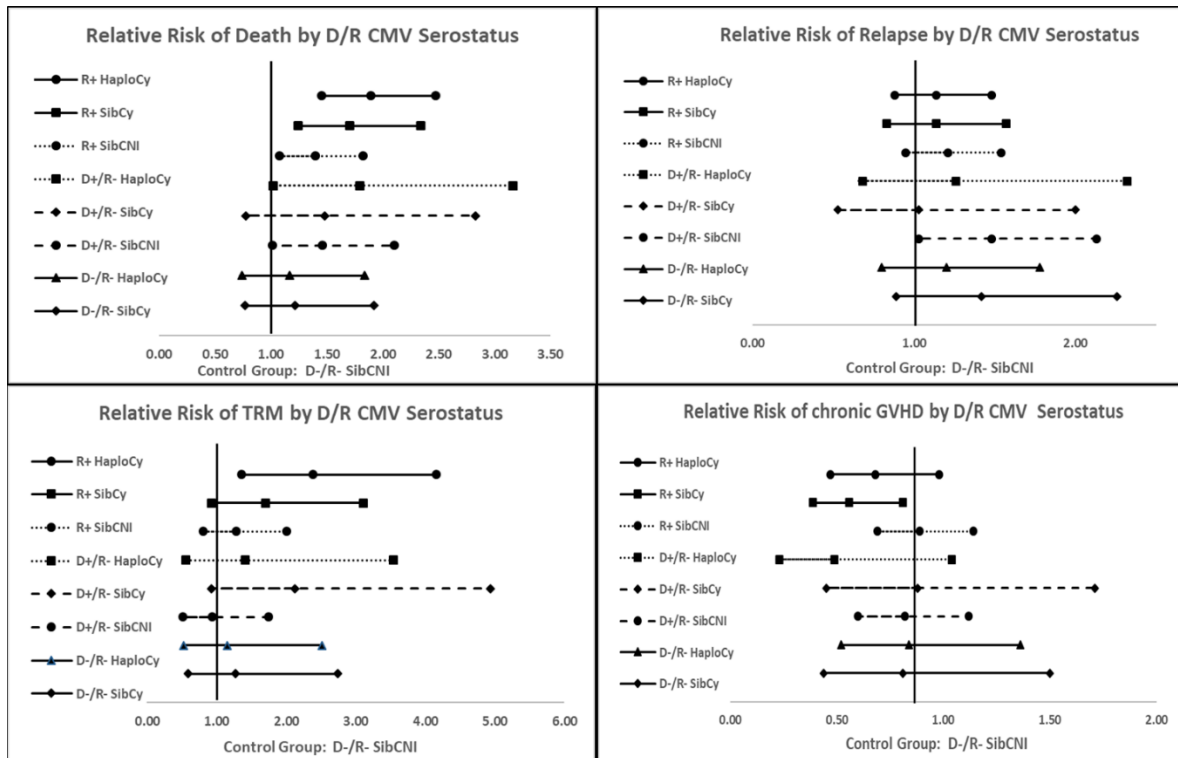 Relative Risk of Death by D/R CMV Serostatus
R+ HaploCy
R+ SibCy
R+ SibCNI
D+/R- HaploCy
D+/R- SibCy
D+/R- SibCNI
D-/R- HaploCy
D-/R- SibCy
0.00 1.00 1.00 2.00 2.50 3.50
Control Group: D-/R- SibCNI
Relative Risk of Relapse by D/R CMV Serostatus
R+ HaploCy
R+ SibCy
R+ SibCNI
D+/R- HaploCy
D+/R- SibCy
D+/R- SibCNI
D-/R- HaploCy
D-/R- SibCy
0.00 1.00 2.00
Control Group: D-/R- SibCNI
Relative Risk of TRM by D/R CMV Serostatus
R+ HaploCy
R+ SibCy
R+ SibCNI
D+/R- HaploCy
D+/R- SibCy
D+/R- SibCNI
D-/R- HaploCy
D-/R- SibCy
0.00 1.00 2.00 3.00 4.00 5.00 6.00
Control Group: D-/R- SibCNI
Relative Risk of chronic GVHD by D/R CMV Serostatus
R+ HaploCy
R+ SibCy
R+ SibCNI
D+/R- HaploCy
D+/R- SibCy
D+/R- SibCNI
D-/R- HaploCy
D-/R- SibCy
0.00 0.50 1.00 1.50 2.00
Control Group: D-/R- SibCNI